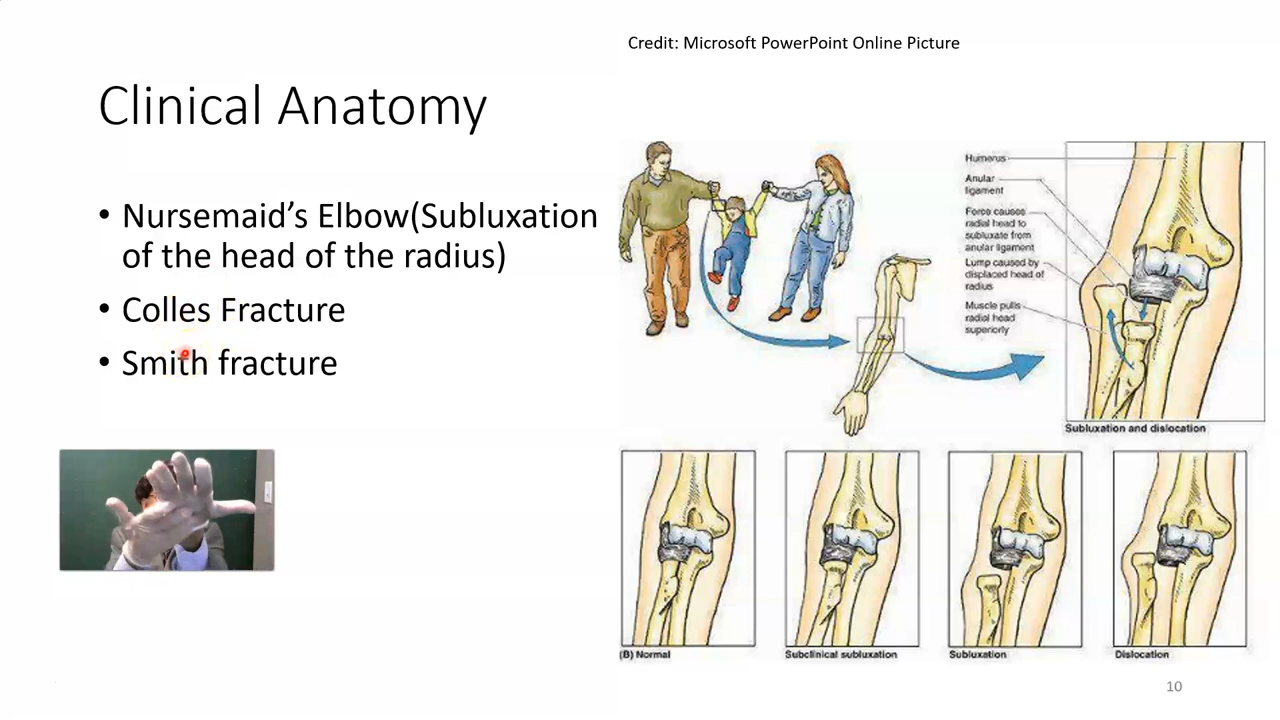 Credit: Microsoft PowerPoint Online Picture
Clinical Anatomy
• Nursemaid’s Elbow(Subluxation
of the head of the radius)
• Colles Fracture
• Smith fracture
Humerus
Anular
ligament
Force causes
radial head to
subluxate from
anular ligament
Lump caused by
displaced head of
radius
Muscle pulls
radial head
superiorly
Subluxation and dislocation
(B) Normal
Subclinical subluxation
Subluxation
Dislocation
10